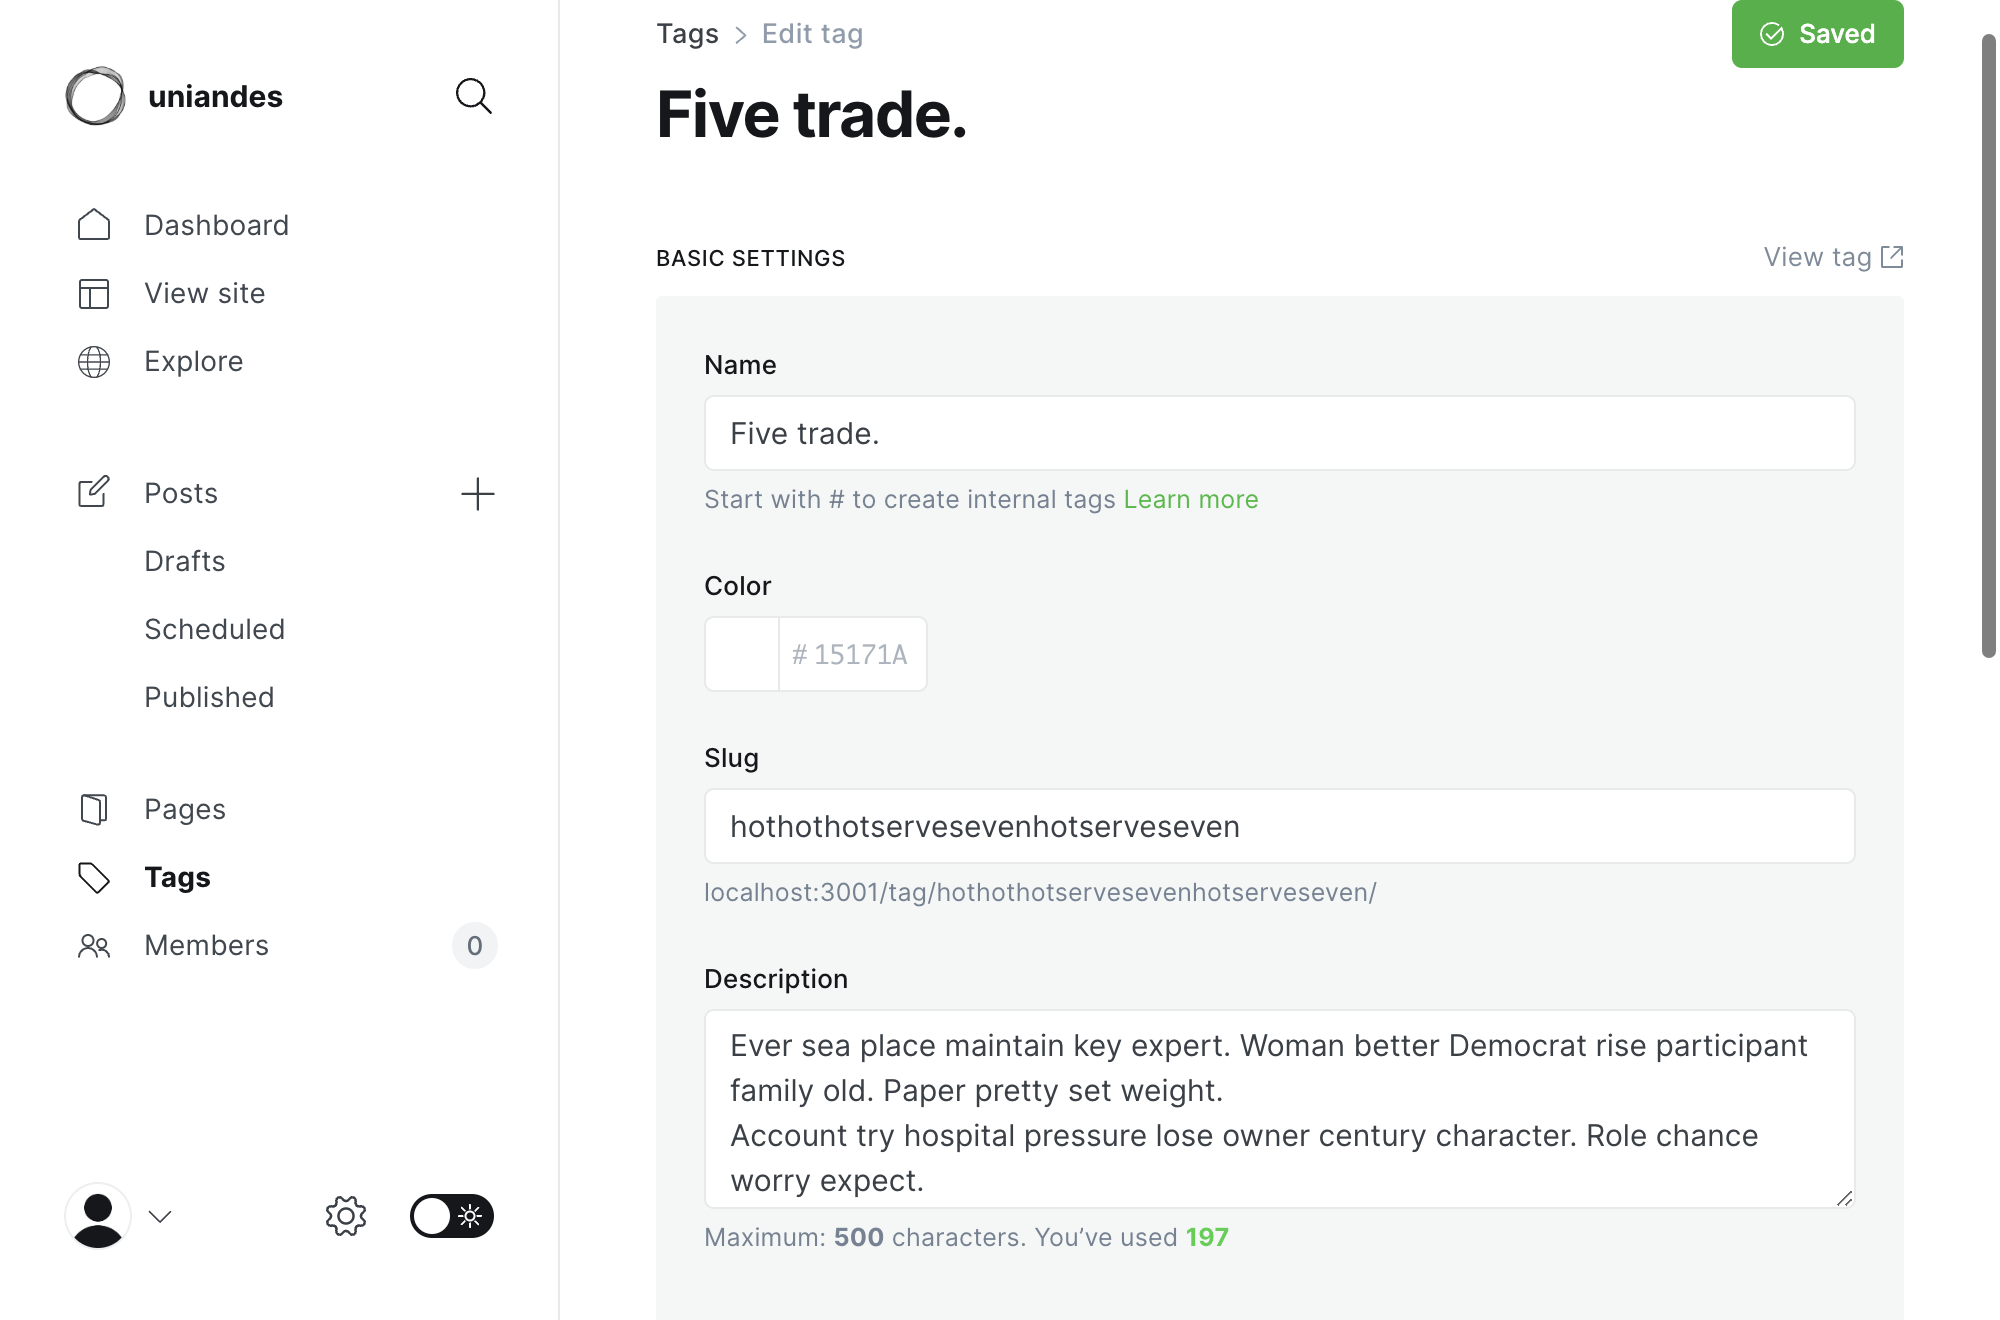 uniandes
Dashboard
View site
Explore
Posts
Drafts
Scheduled
Published
Pages
Tags
Members
0
Tags > Edit tag
Saved
Five trade.
BASIC SETTINGS
View tag
Name
Five trade.
Start with # to create internal tags Learn more
Color
# 15171A
Slug
hothothotservesevenhotserveseven
localhost:3001/tag/hothothotservesevenhotserveseven/
Description
Ever sea place maintain key expert. Woman better Democrat rise participant
family old. Paper pretty set weight.
Account try hospital pressure lose owner century character. Role chance
worry expect.
Maximum: 500 characters. You’ve used 197